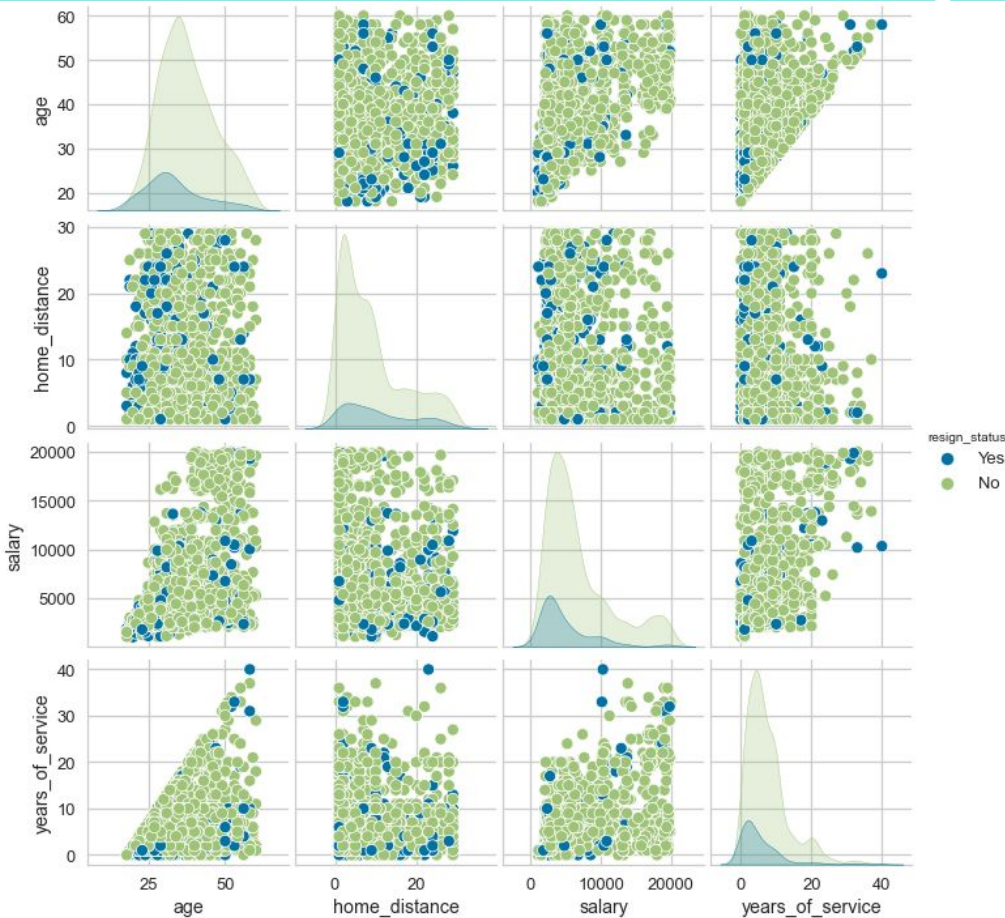 60
50
40
30
20
age
30
20
10
0
home_distance
resign_status
Yes
No
20000
15000
10000
5000
salary
40
30
20
10
0
years_of_service
25 50
age
0 20
home_distance
0 10000 20000
salary
0 20 40
years_of_service